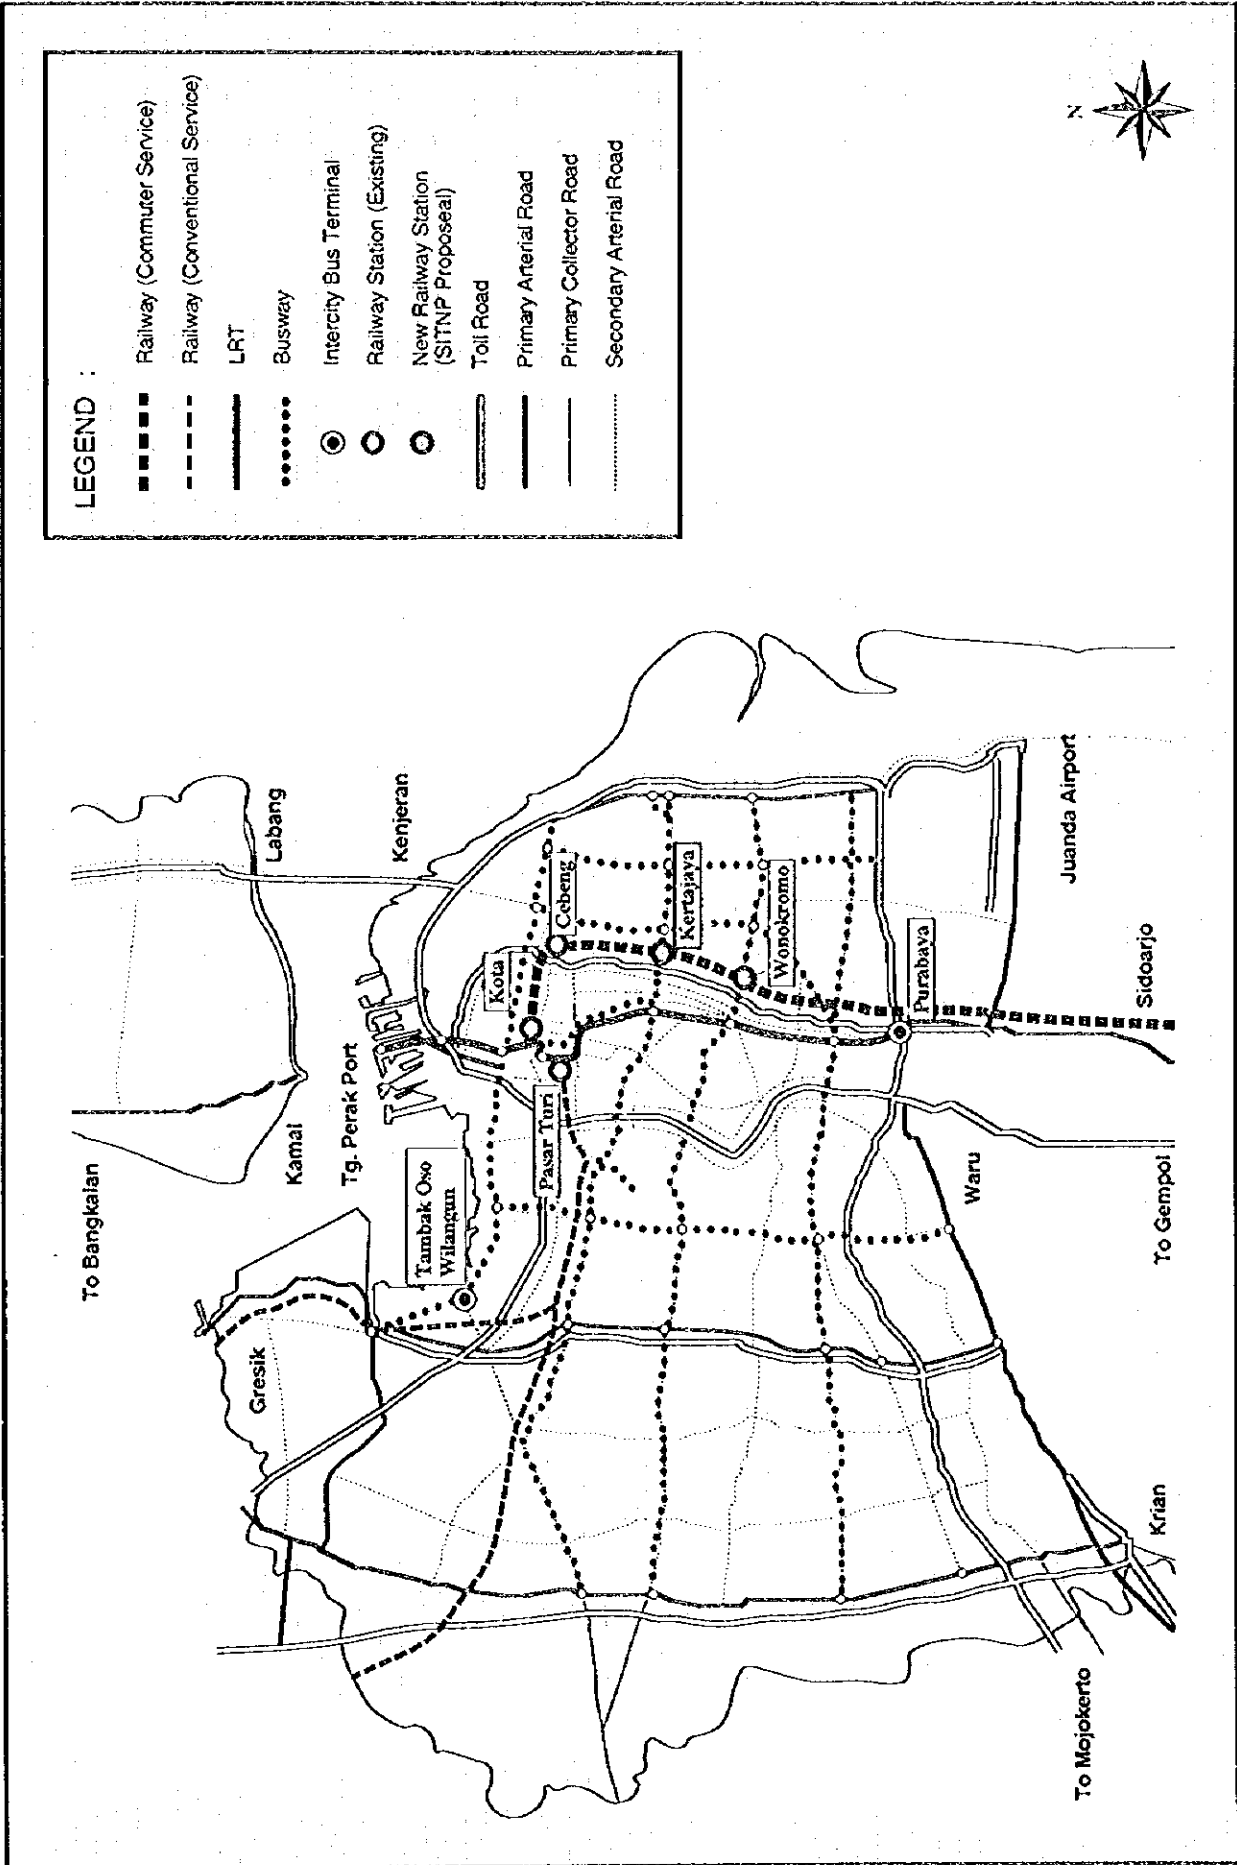 LEGEND :
Railway (Commuter Service)
Railway (Conventional Service)
LRT
Busway
Intercity Bus Terminal
Railway Station (Existing)
New Railway Station
(SITNP Proposeal)
Toll Road
Primary Arterial Road
Primary Collector Road
Secondary Arterial Road
N
To Bangkalan
Kamal
Labang
Tg. Perak Port
Kenjeran
Gresik
Tambak Oso
Wilangun
Kota
Cebeng
Pasar Turi
Kertajaya
Wonokromo
Purabaya
Waru
Juanda Airport
Sidoarjo
To Gempol
Krian
To Mojokerto